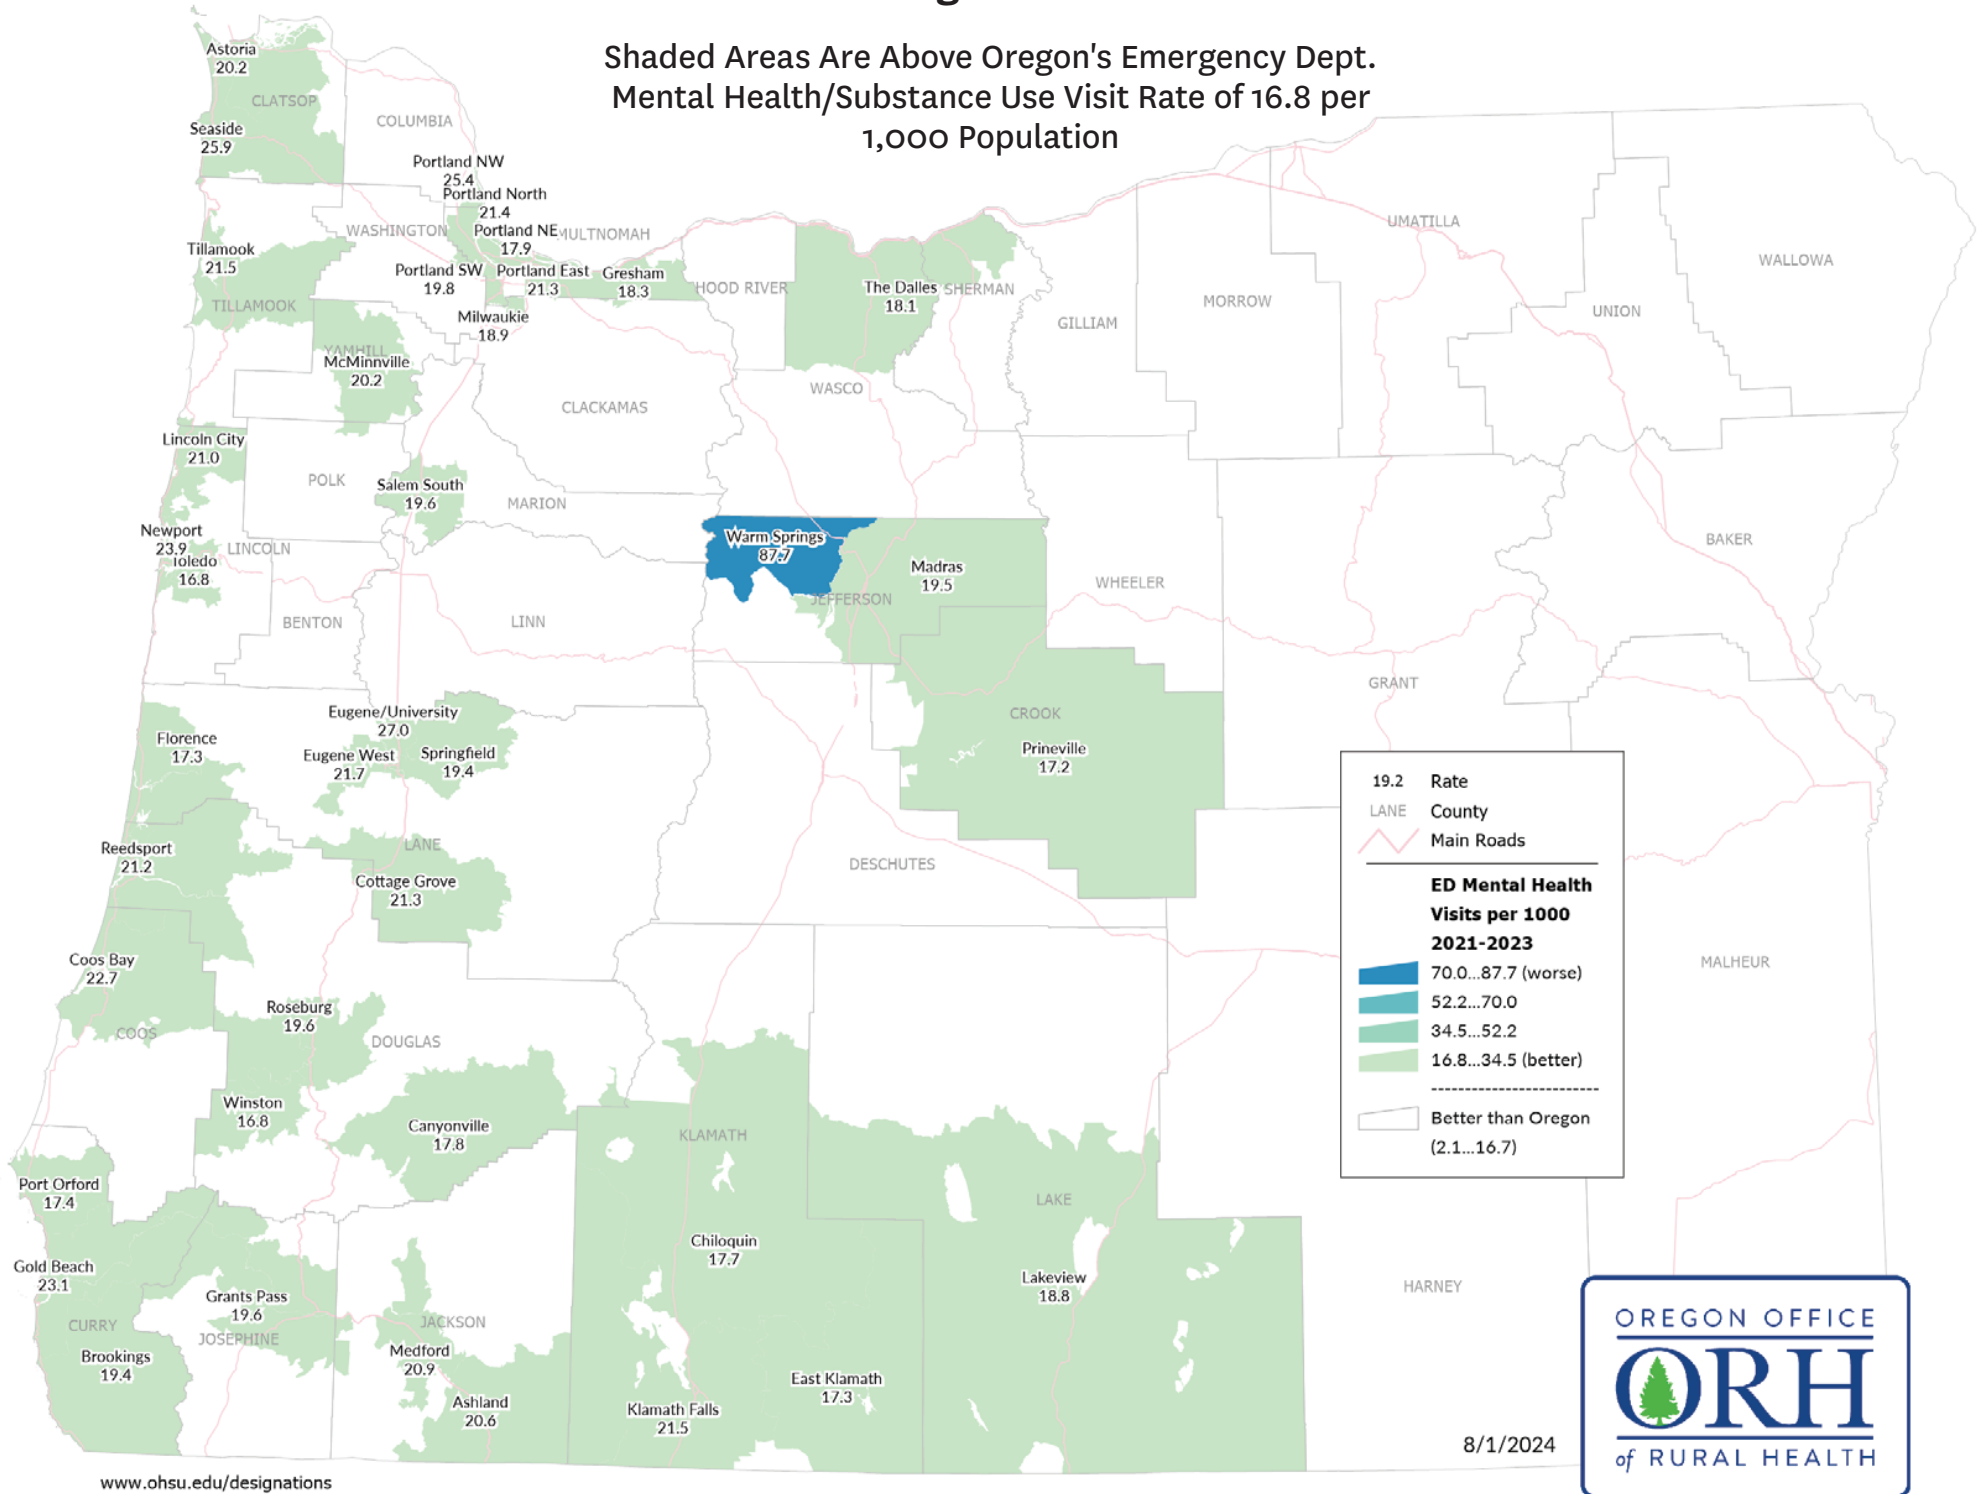 Shaded Areas Are Above Oregon's Emergency Dept.
Mental Health/Substance Use Visit Rate of 16.8 per
1,000 Population
Astoria
20.2
CLATSOP
Seaside
25.9
COLUMBIA
Portland NW
25.4
Portland North
21.4
WASHINGTON
Portland NE
17.9
MULTNOMAH
Tillamook
21.5
TILLAMOOK
Portland SW
19.8
Portland East
21.3
Gresham
18.3
Milwaukie
18.9
HOOD RIVER
The Dalles
18.1
SHERMAN
GILLIAM
MORROW
UMATILLA
UNION
WALLOWA
YAMHILL
McMinnville
20.2
CLACKAMAS
WASCO
Lincoln City
21.0
POLK
Salem South
19.6
MARION
Newport
23.9
Toledo
16.8
LINCOLN
Warm Springs
87.7
Madras
19.5
JEFFERSON
WHEELER
BAKER
BENTON
LINN
GRANT
Eugene/University
27.0
Florence
17.3
Eugene West
21.7
Springfield
19.4
CROOK
Prineville
17.2
Reedsport
21.2
LANE
Cottage Grove
21.3
DESCHUTES
Coos Bay
22.7
COOS
Roseburg
19.6
DOUGLAS
MALHEUR
Winston
16.8
Canyonville
17.8
KLAMATH
Port Orford
17.4
LAKE
Chiloquin
17.7
Gold Beach
23.1
Grants Pass
19.6
Lakeview
18.8
HARNEY
CURRY
JOSEPHINE
JACKSON
Brookings
19.4
Medford
20.9
Ashland
20.6
Klamath Falls
21.5
East Klamath
17.3
19.2 Rate
LANE County
Main Roads
ED Mental Health
Visits per 1000
2021-2023
70.0...87.7 (worse)
52.2...70.0
34.5...52.2
16.8...34.5 (better)
Better than Oregon
(2.1...16.7)
8/1/2024
OREGON OFFICE
ORH
of RURAL HEALTH
www.ohsu.edu/designations